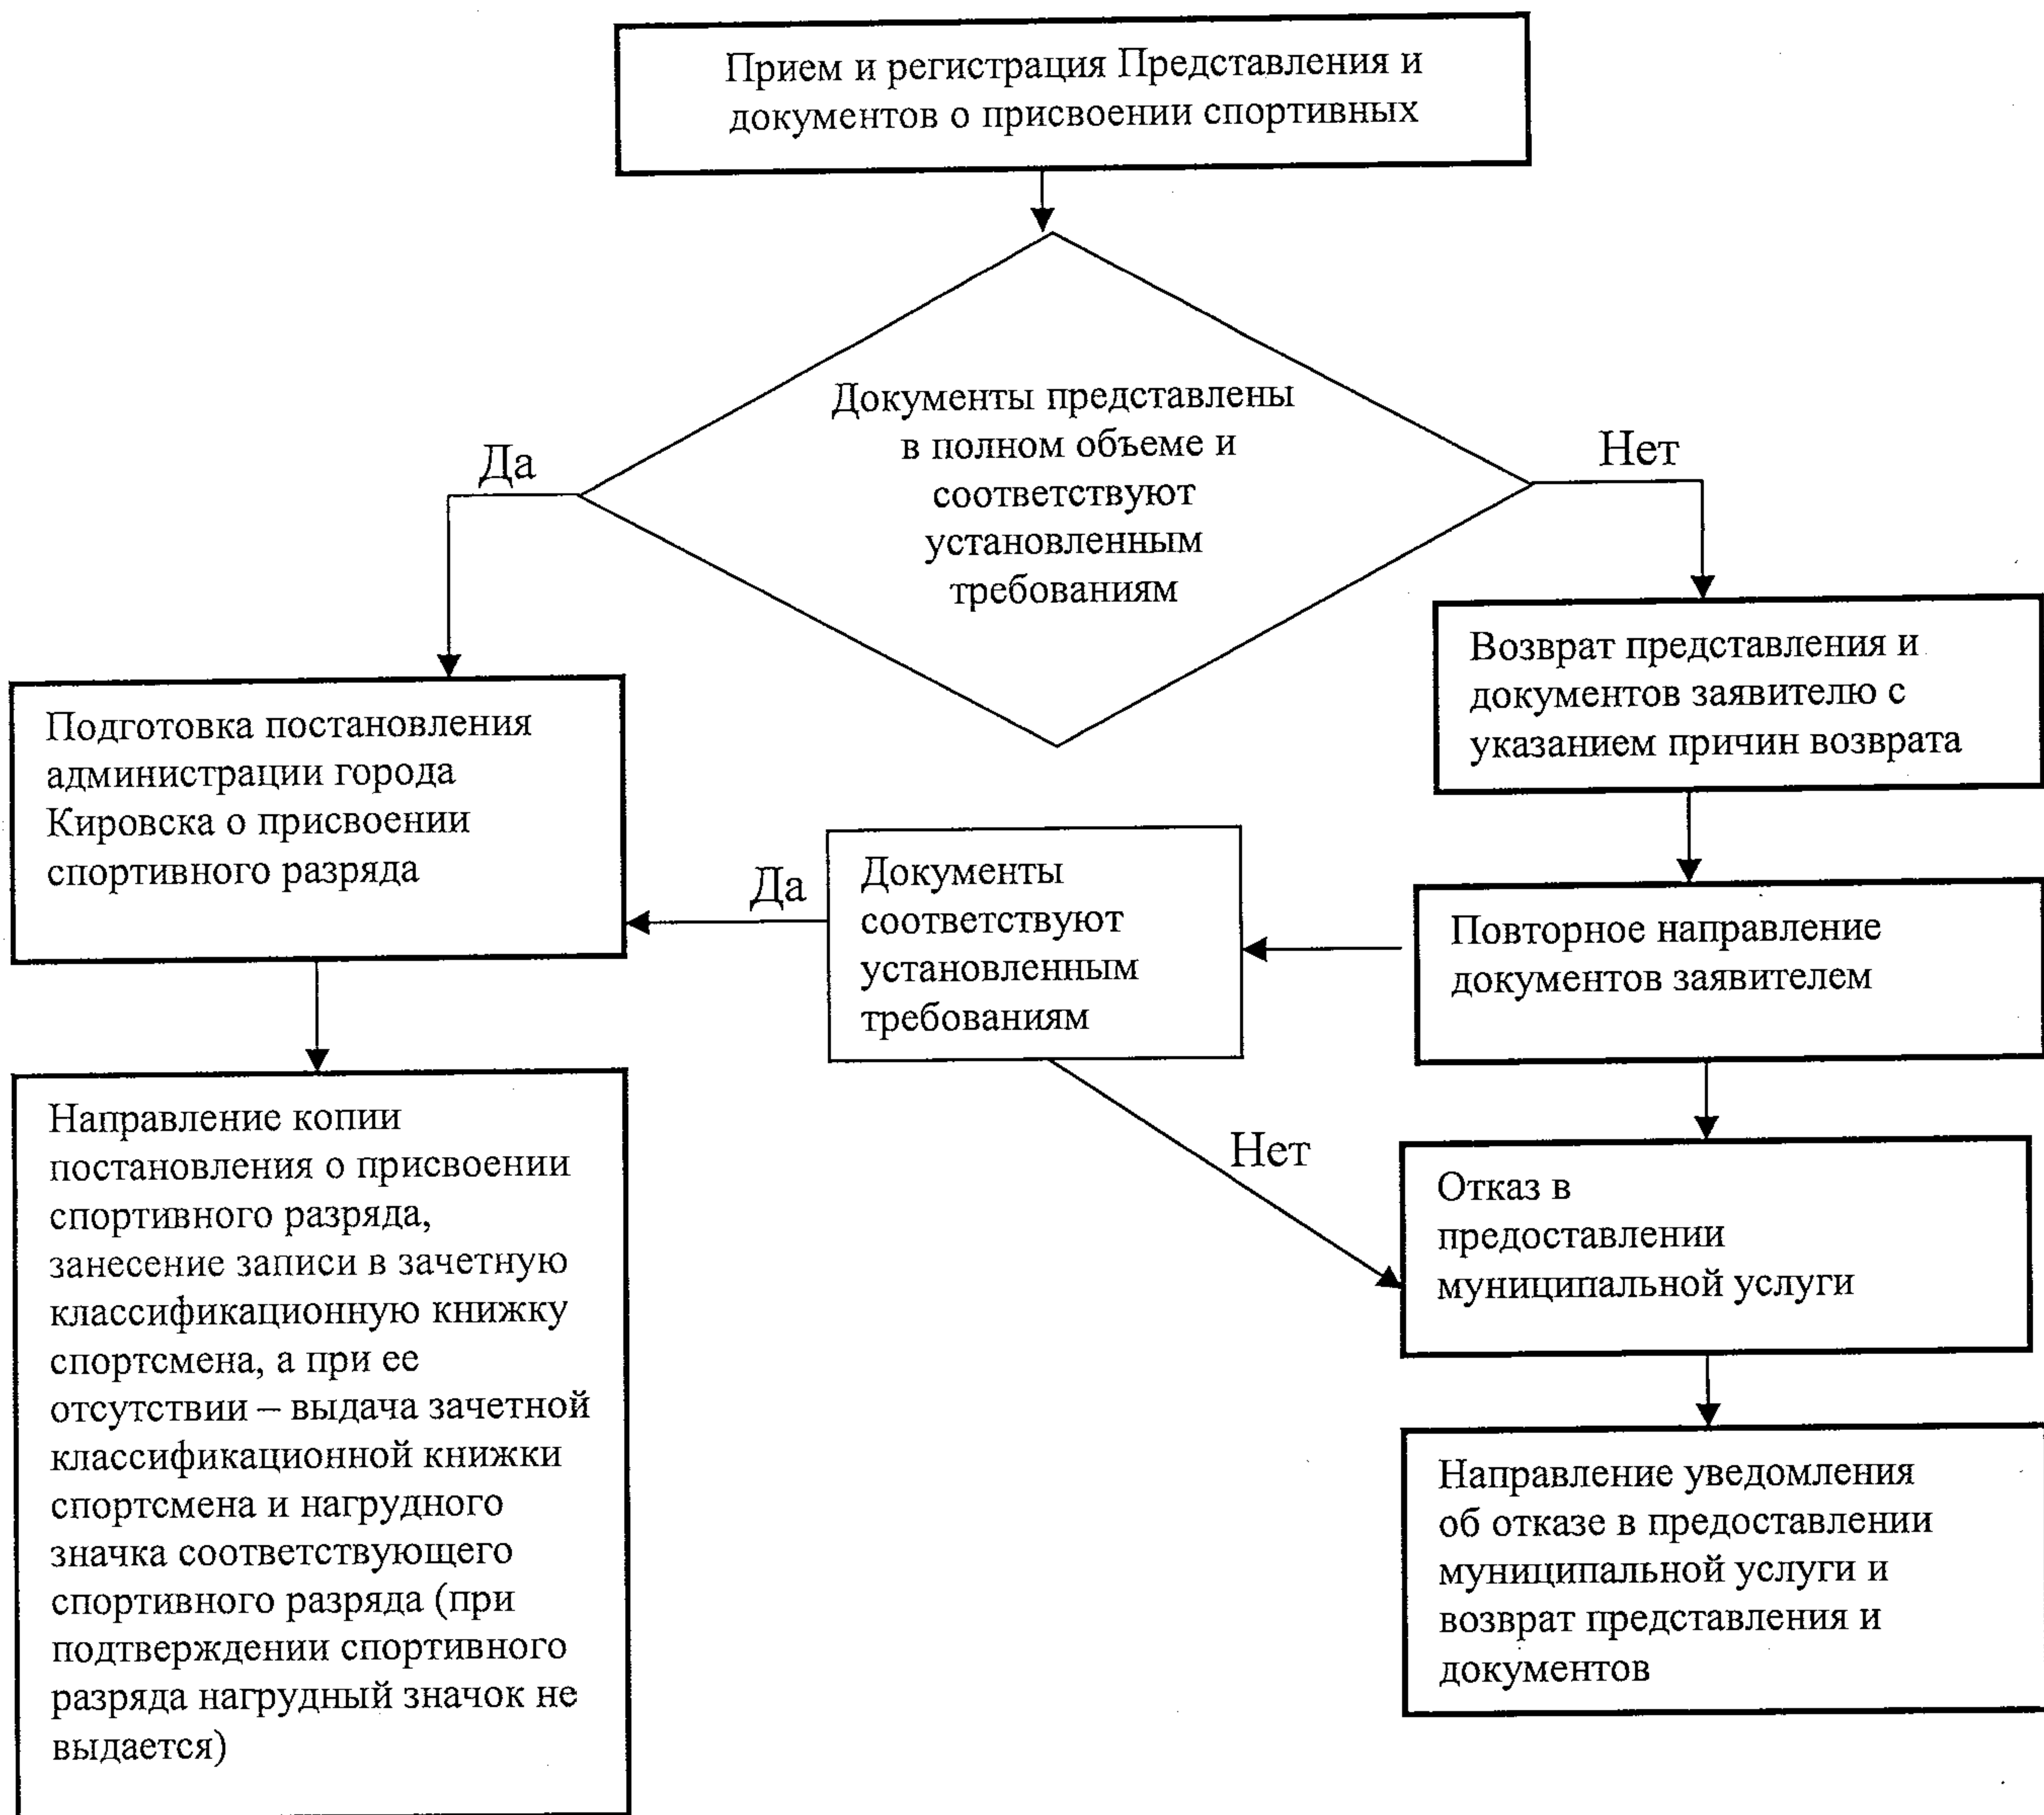 Прием и регистрация Представления и
документов о присвоении спортивных
Документы представлены
в полном объеме и
соответствуют
установленным
требованиям
Да
Нет
Возврат представления и
документов заявителю с
указанием причин возврата
Подготовка постановления
администрации города
Кировска о присвоении
спортивного разряда
Да
Документы
соответствуют
установленным
требованиям
Повторное направление
документов заявителем
Нет
Отказ в
предоставлении
муниципальной услуги
Направление копии
постановления о присвоении
спортивного разряда,
занесение записи в зачетную
классификационную книжку
спортсмена, а при ее
отсутствии – выдача зачетной
классификационной книжки
спортсмена и нагрудного
значка соответствующего
спортивного разряда (при
подтверждении спортивного
разряда нагрудный значок не
выдается)
Направление уведомления
об отказе в предоставлении
муниципальной услуги и
возврат представления и
документов